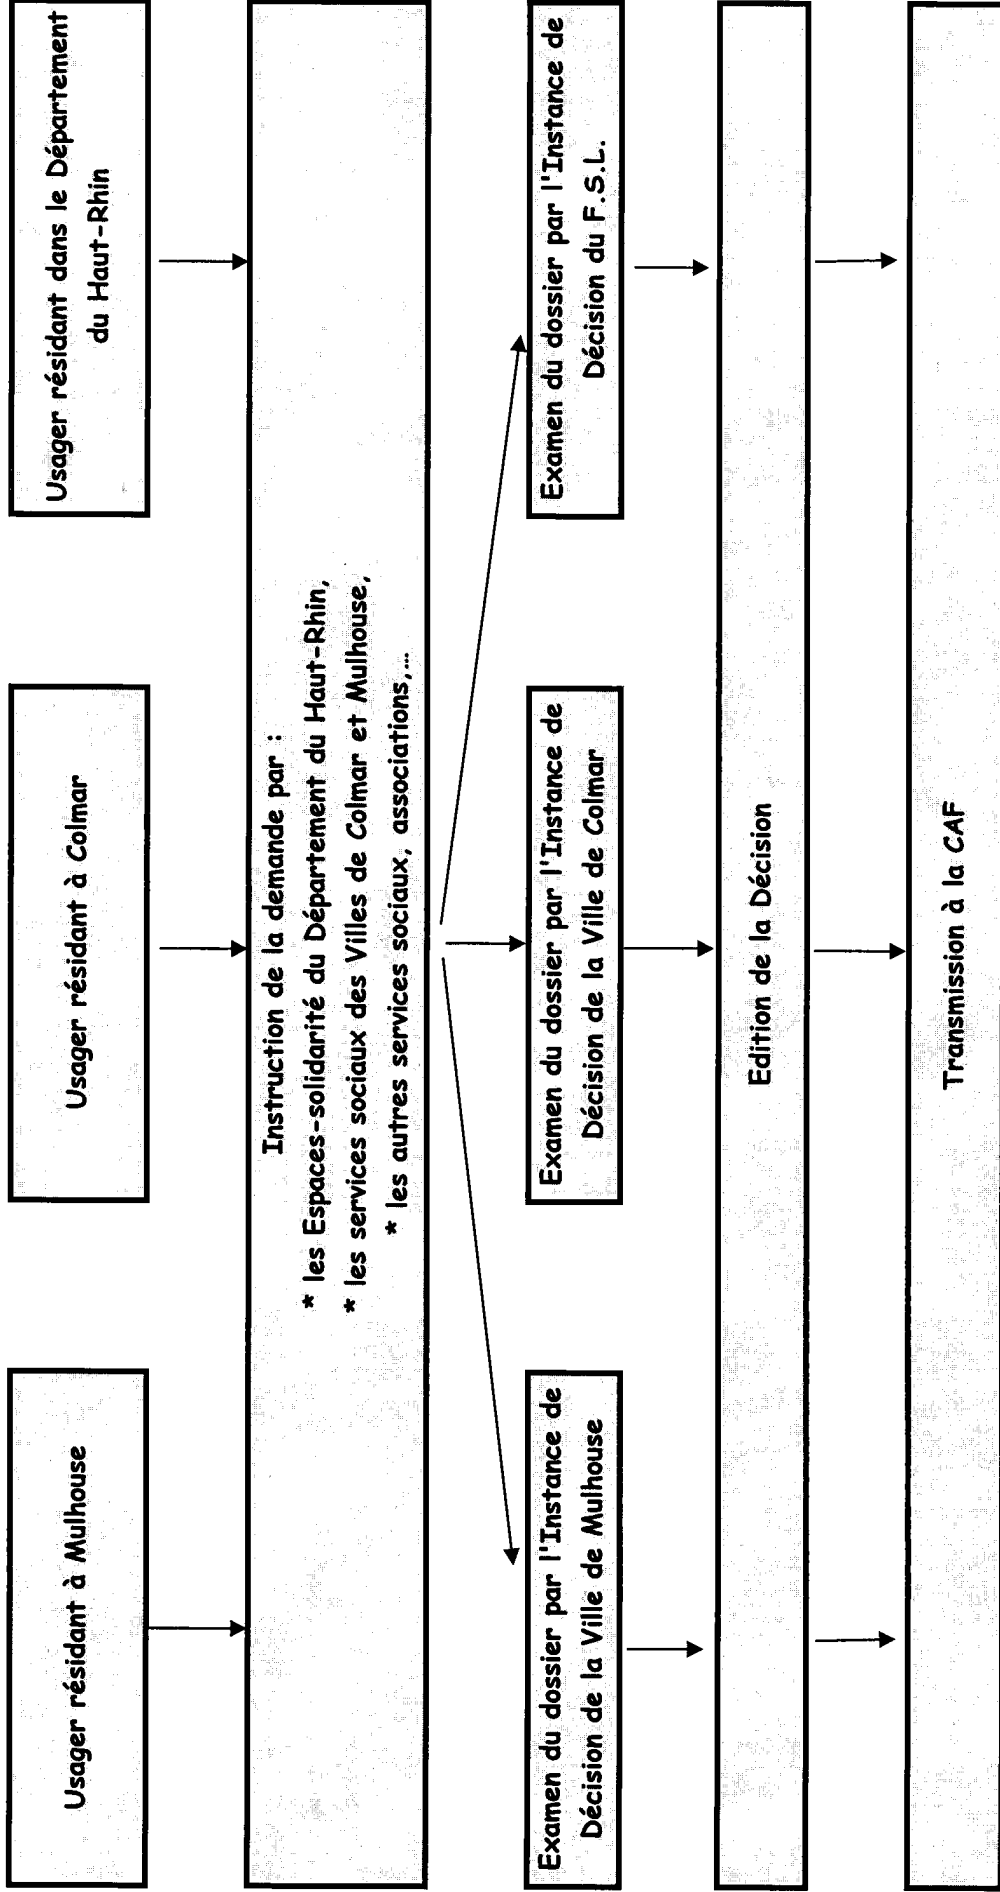 Usager résidant à Mulhouse
Usager résidant à Colmar
Usager résidant dans le Département
du Haut-Rhin
Instruction de la demande par :
* les Espaces-solidarité du Département du Haut-Rhin,
* les services sociaux des Villes de Colmar et Mulhouse,
* les autres services sociaux, associations,...
Examen du dossier par l'Instance de
Décision de la Ville de Mulhouse
Examen du dossier par l'Instance de
Décision de la Ville de Colmar
Examen du dossier par l'Instance de
Décision du F.S.L.
Edition de la Décision
Transmission à la CAF